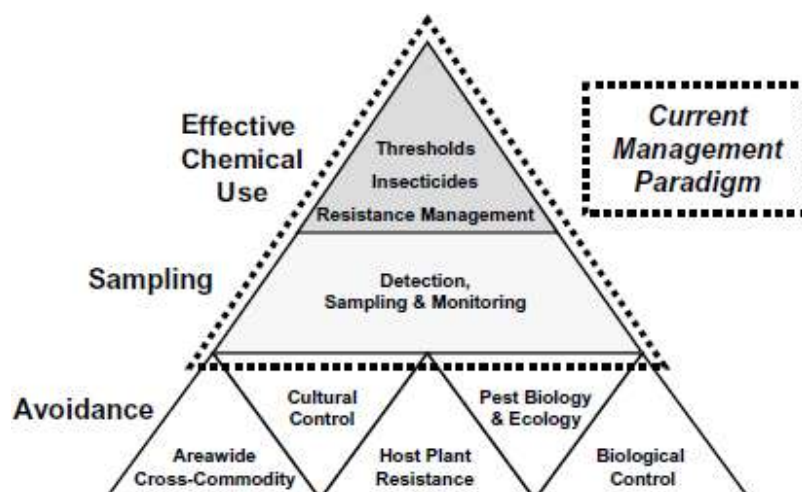 Effective
Chemical
Use
Thresholds
Insecticides
Resistance Management
Current
Management
Paradigm
Sampling
Detection,
Sampling & Monitoring
Avoidance
Cultural
Control
Pest Biology
& Ecology
Areawide
Cross-Commodity
Host Plant
Resistance
Biological
Control